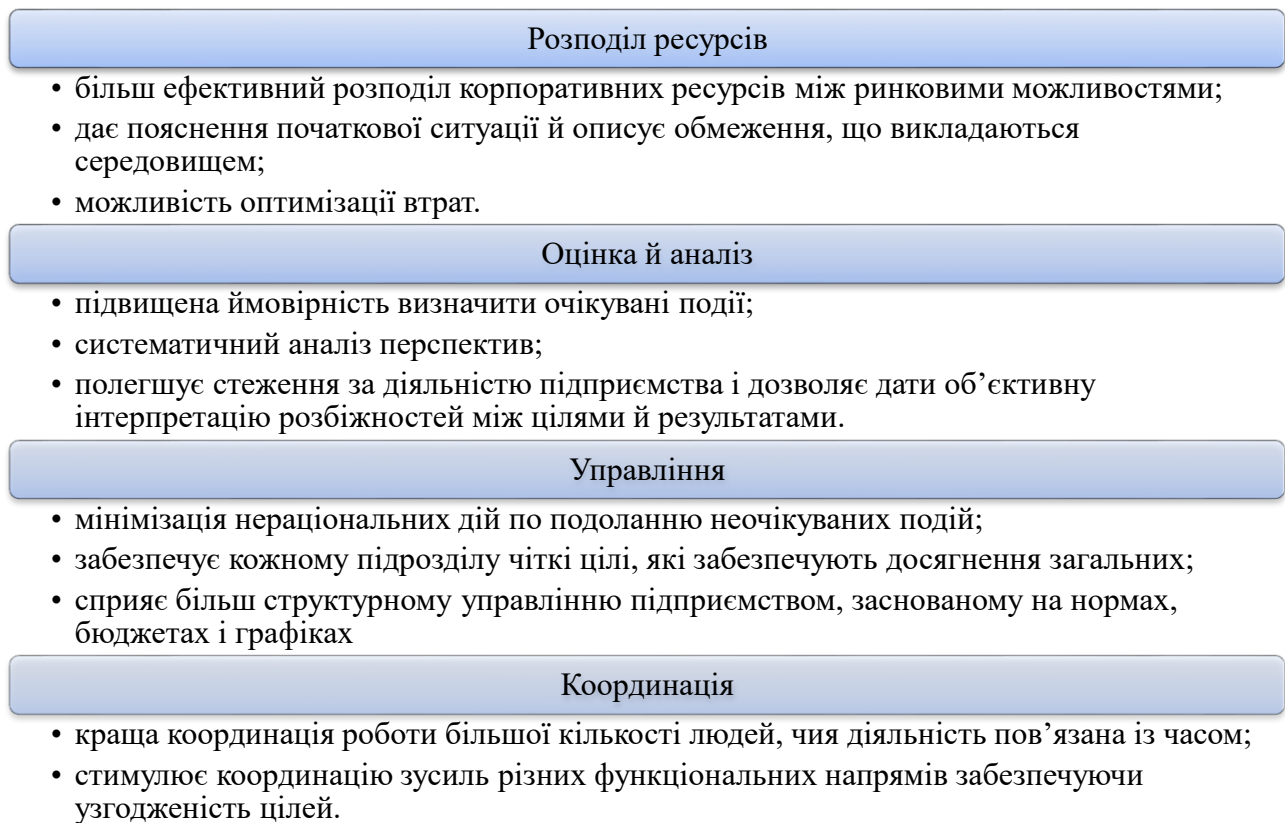 Розподіл ресурсів
• більш ефективний розподіл корпоративних ресурсів між ринковими можливостями;
• дає пояснення початкової ситуації й описує обмеження, що викладаються
середовищем;
• можливість оптимізації втрат.
Оцінка й аналіз
• підвищена ймовірність визначити очікувані події;
• систематичний аналіз перспектив;
• полегшує стеження за діяльністю підприємства і дозволяє дати об’єктивну
інтерпретацію розбіжностей між цілями й результатами.
Управління
• мінімізація нераціональних дій по подоланню неочікуваних подій;
• забезпечує кожному підрозділу чіткі цілі, які забезпечують досягнення загальних;
• сприяє більш структурному управлінню підприємством, заснованому на нормах,
бюджетах і графіках
Координація
• краща координація роботи більшої кількості людей, чия діяльність пов’язана із часом;
• стимулює координацію зусиль різних функціональних напрямів забезпечуючи
узгодженість цілей.